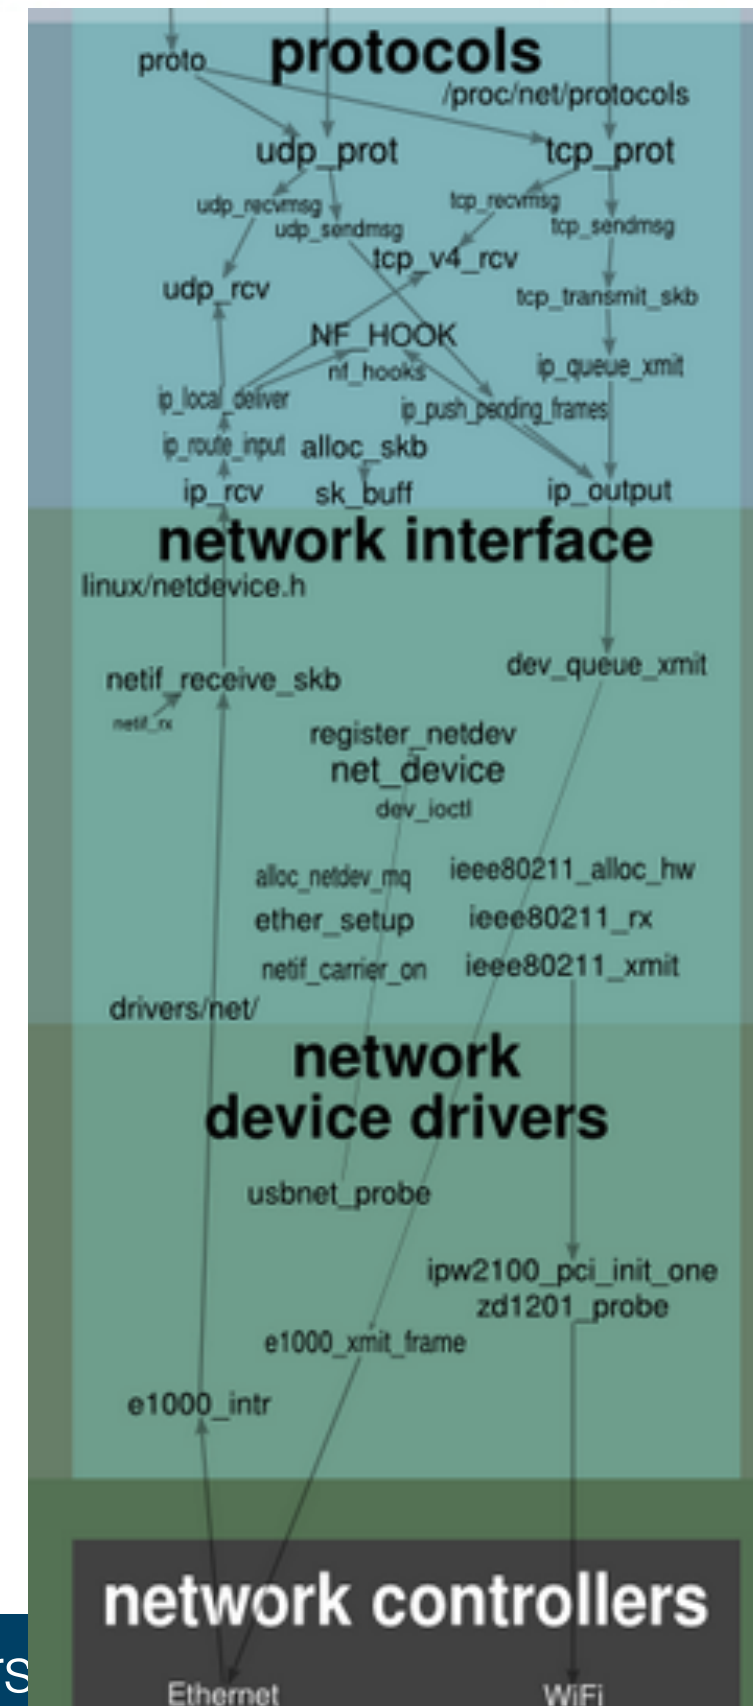 protocols
proto
/proc/net/protocols
udp_prot
tcp_prot
udp_recvmsg
tcp_recvmsg
udp_sendmsg
tcp_sendmsg
tcp_v4_rcv
udp_rcv
tcp_transmit_skb
NF_HOOK
nf_hooks
ip_queue_xmit
ip_local_deliver
ip_push_pending_frames
ip_route_input
alloc_skb
ip_rcv
sk_buff
ip_output
network interface
linux/netdevice.h
dev_queue_xmit
netif_receive_skb
netif_rx
register_netdev
net_device
dev_ioctl
alloc_netdev_mq
ieee80211_alloc_hw
ether_setup
ieee80211_rx
netif_carrier_on
ieee80211_xmit
drivers/net/
network
device drivers
usbnet_probe
ipw2100_pci_init_one
zd1201_probe
e1000_xmit_frame
e1000_intr
network controllers
Ethernet
WiFi